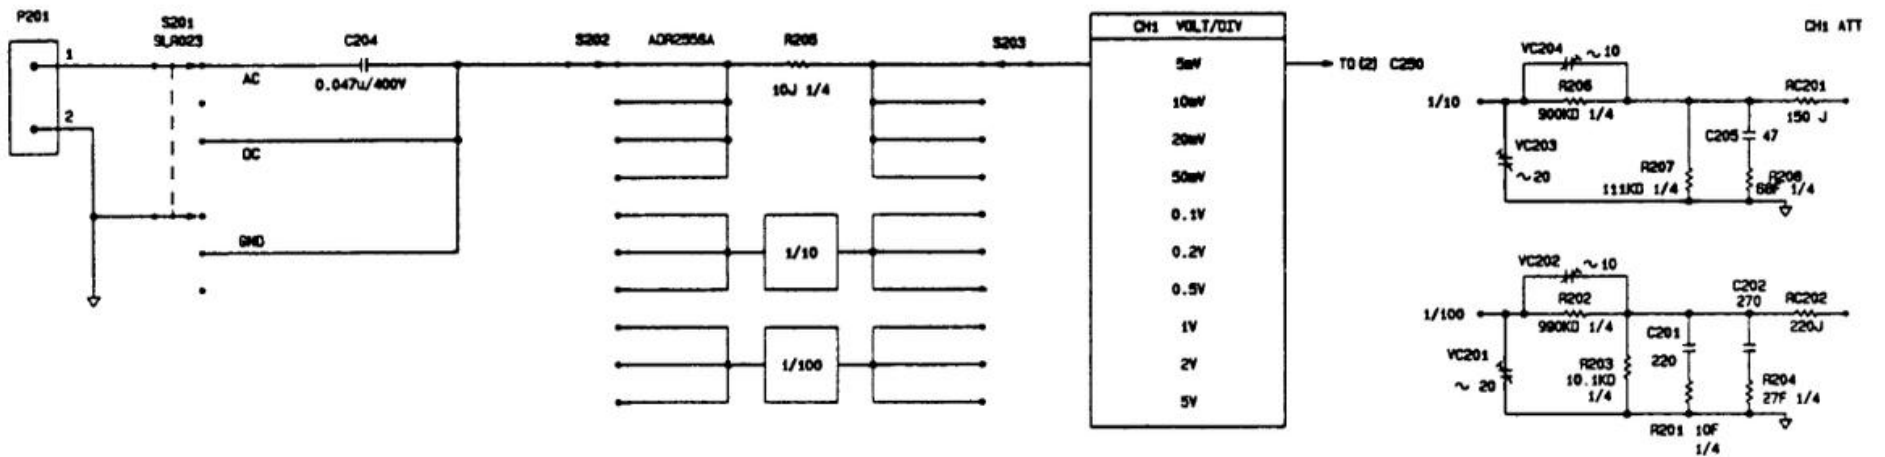 P201
1
2
S201
SLR023
AC
DC
GND
C204
0.047u/400V
S202
AOR2556A
R205
10J 1/4
1/10
1/100
S203
CH1 VOLT/DIV
5mV
10mV
20mV
50mV
0.1V
0.2V
0.5V
1V
2V
5V
TO (2) C250
CH1 ATT
1/10
VC204 ~10
R206
900KD 1/4
VC203
~20
R207
111KD 1/4
C205 47
R208
68F 1/4
RC201
150 J
1/100
VC202 ~10
R202
990KD 1/4
VC201
~ 20
R203
10.1KD
1/4
C201
220
R201 10F
1/4
C202
270
R204
27F 1/4
RC202
220J